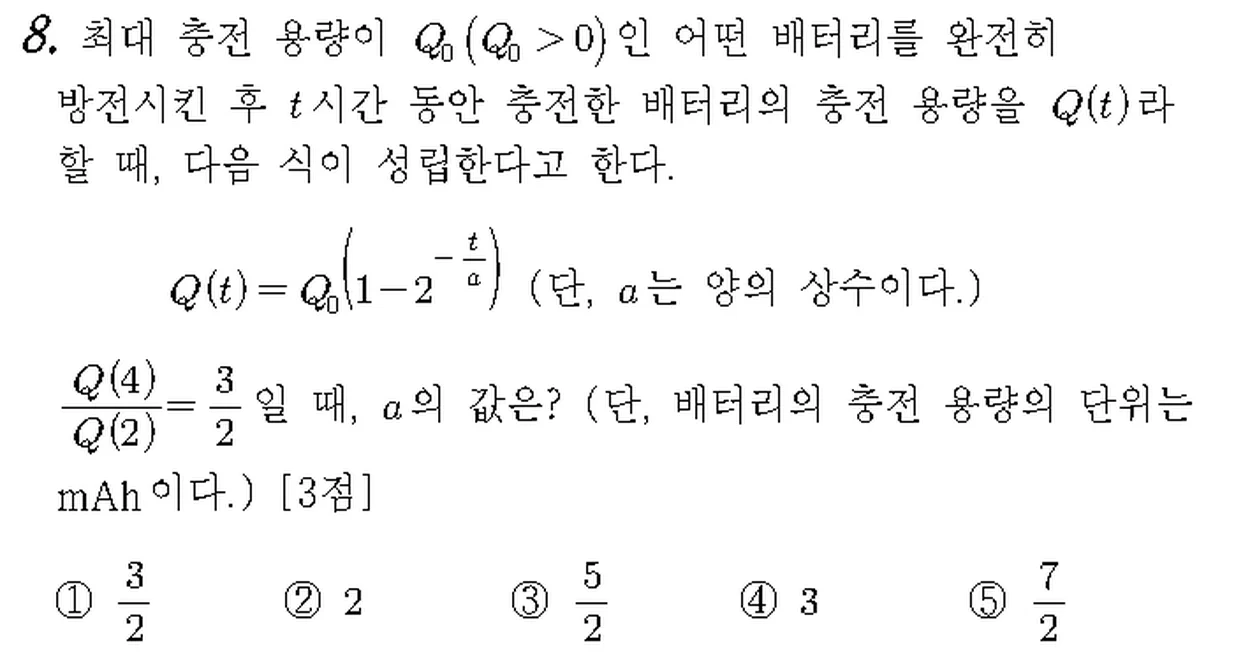 8. 최대 충전 용량이 Q₀ (Q₀ > 0)인 어떤 배터리를 완전히
방전시킨 후 t시간 동안 충전한 배터리의 충전 용량을 Q(t)라
할 때, 다음 식이 성립한다고 한다.
Q(t) = Q₀(1 − 2^(−t/a)) (단, a는 양의 상수이다.)
Q(4)/Q(2) = 3/2 일 때, a의 값은? (단, 배터리의 충전 용량의 단위는
mAh이다.) [3점]
① 3/2 ② 2 ③ 5/2 ④ 3 ⑤ 7/2